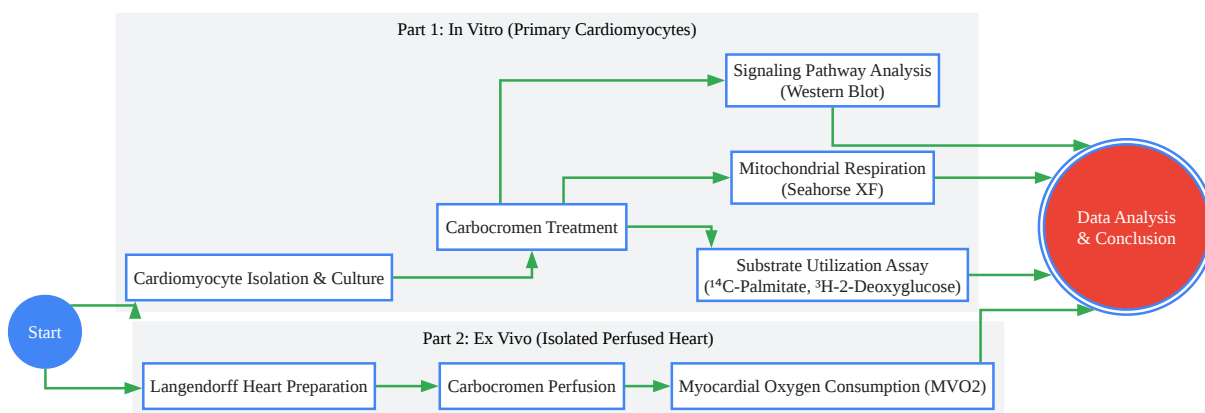 Part 1: In Vitro (Primary Cardiomyocytes)
Signaling Pathway Analysis
(Western Blot)
Mitochondrial Respiration
(Seahorse XF)
Carbocromen Treatment
Data Analysis
& Conclusion
Cardiomyocyte Isolation & Culture
Substrate Utilization Assay
(¹⁴C-Palmitate, ³H-2-Deoxyglucose)
Start
Part 2: Ex Vivo (Isolated Perfused Heart)
Langendorff Heart Preparation
Carbocromen Perfusion
Myocardial Oxygen Consumption (MVO2)